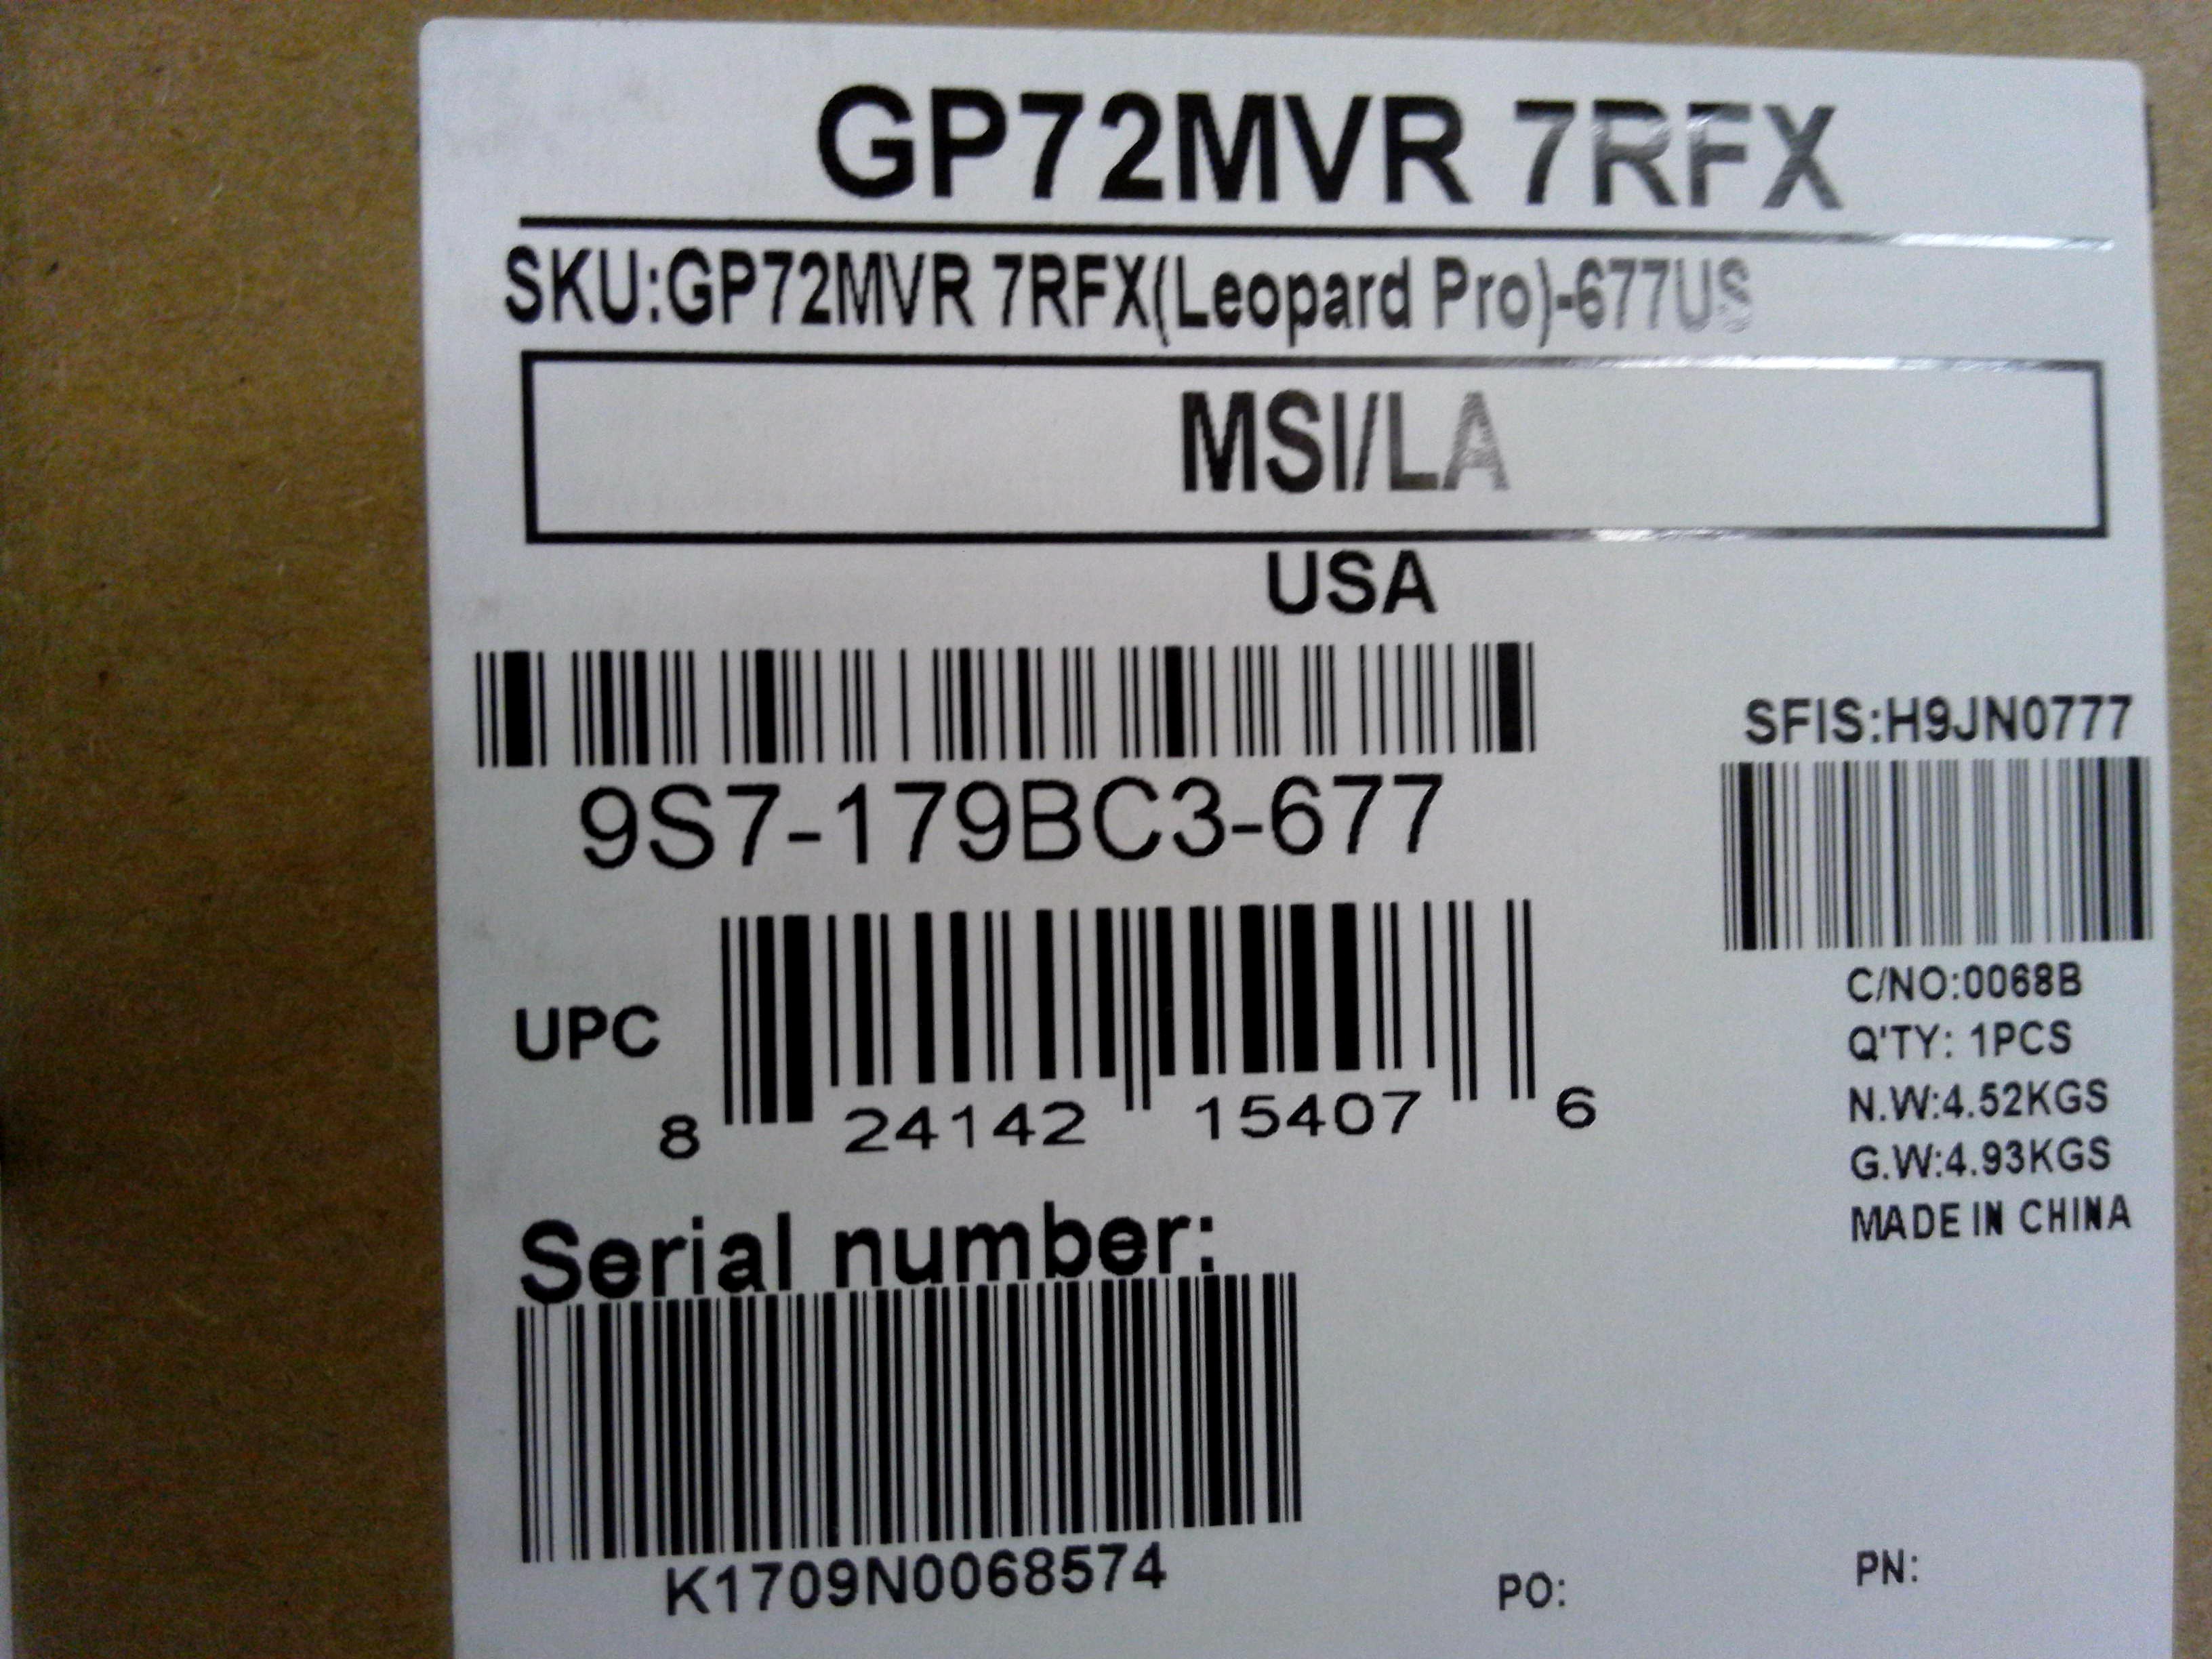 GP72MVR 7RFX
SKU:GP72MVR 7RFX(Leopard Pro)-677US
MSI/LA
USA
9S7-179BC3-677
SFIS:H9JN0777
UPC
8 24142 15407 6
C/NO:0068B
Q'TY: 1PCS
N.W:4.52KGS
G.W:4.93KGS
MADE IN CHINA
Serial number:
K1709N0068574
PO:
PN: